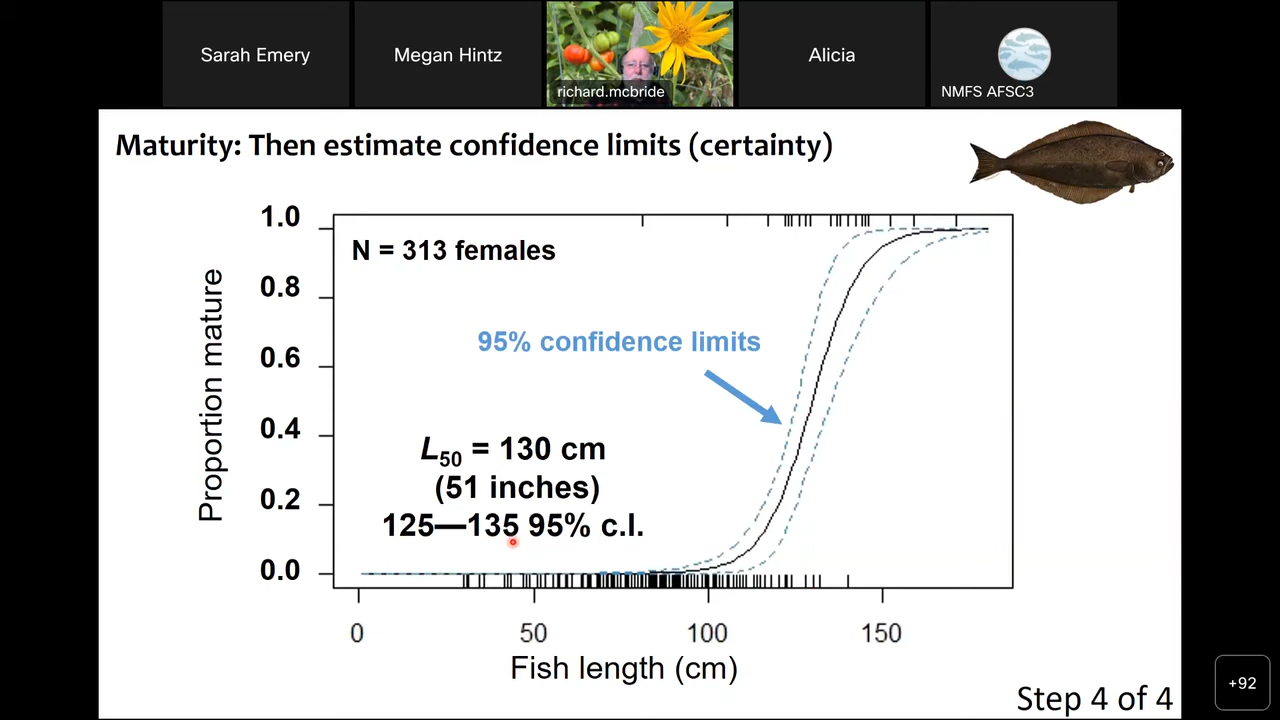 Sarah Emery
Megan Hintz
richard.mcbride
Alicia
NMFS AFSC3
Maturity: Then estimate confidence limits (certainty)
1.0
0.8
0.6
0.4
0.2
0.0
Proportion mature
N = 313 females
95% confidence limits
L50 = 130 cm
(51 inches)
125—135 95% c.l.
0 50 100 150
Fish length (cm)
Step 4 of 4
+92